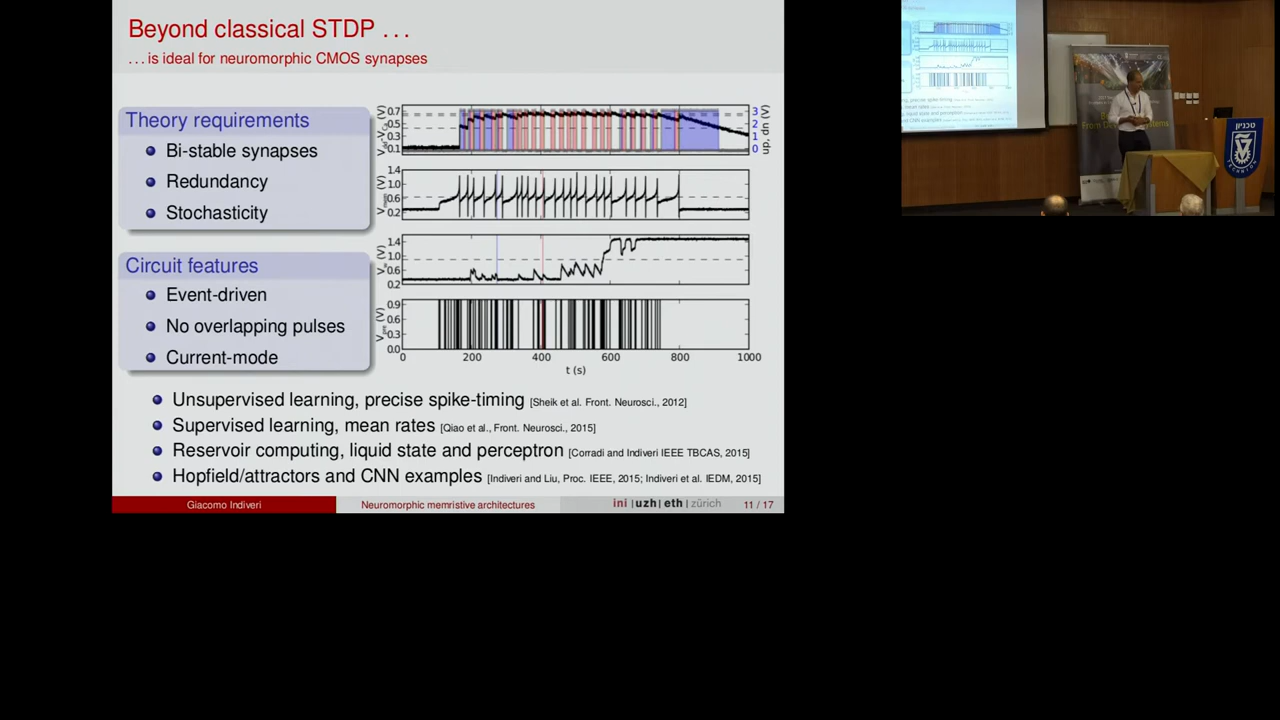 Beyond classical STDP . . .
. . . is ideal for neuromorphic CMOS synapses
Theory requirements
Bi-stable synapses
Redundancy
Stochasticity
Circuit features
Event-driven
No overlapping pulses
Current-mode
0.7
0.5
0.3
0.1
3
2
1
0
up, dn (V)
1.4
1.0
0.6
0.2
1.4
1.0
0.6
0.2
Vw (V)
0.9
0.6
0.3
0.0
Vpre (V)
0 200 400 600 800 1000
t (s)
Unsupervised learning, precise spike-timing [Sheik et al. Front. Neurosci., 2012]
Supervised learning, mean rates [Qiao et al., Front. Neurosci., 2015]
Reservoir computing, liquid state and perceptron [Corradi and Indiveri IEEE TBCAS, 2015]
Hopfield/attractors and CNN examples [Indiveri and Liu, Proc. IEEE, 2015; Indiveri et al. IEDM, 2015]
Giacomo Indiveri Neuromorphic memristive architectures ini | uzh | eth | zürich 11 / 17
טכניון
TECHNION